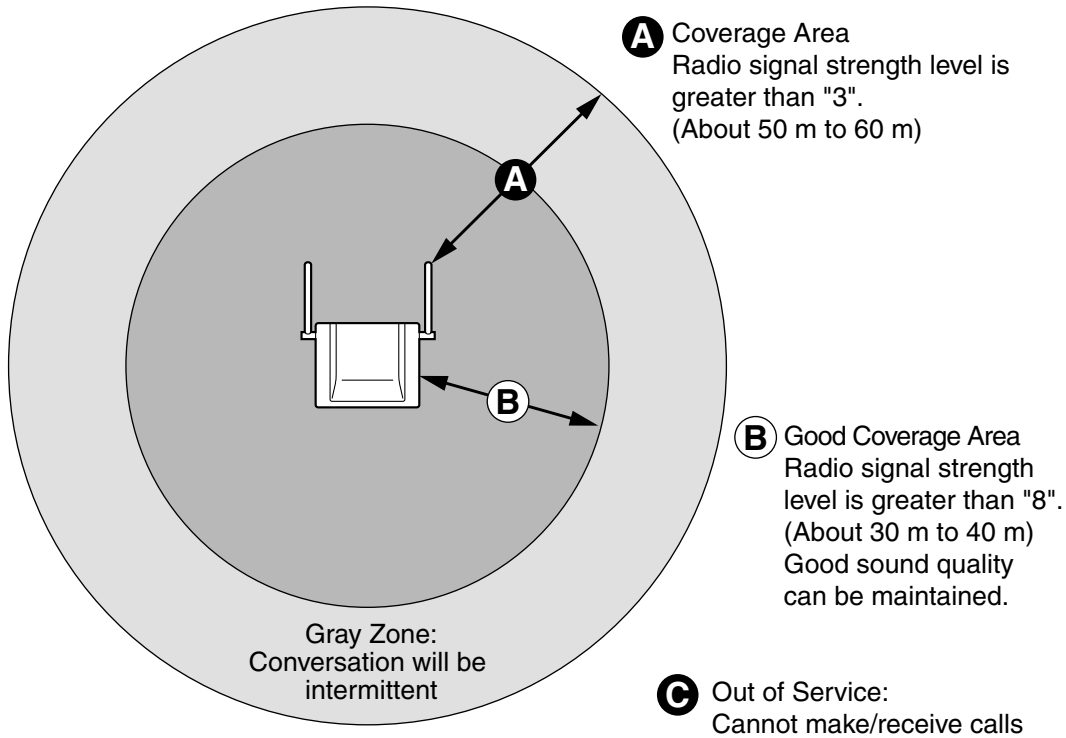 A Coverage Area
Radio signal strength level is
greater than "3".
(About 50 m to 60 m)
A
B
B Good Coverage Area
Radio signal strength
level is greater than "8".
(About 30 m to 40 m)
Good sound quality
can be maintained.
Gray Zone:
Conversation will be
intermittent
C Out of Service:
Cannot make/receive calls